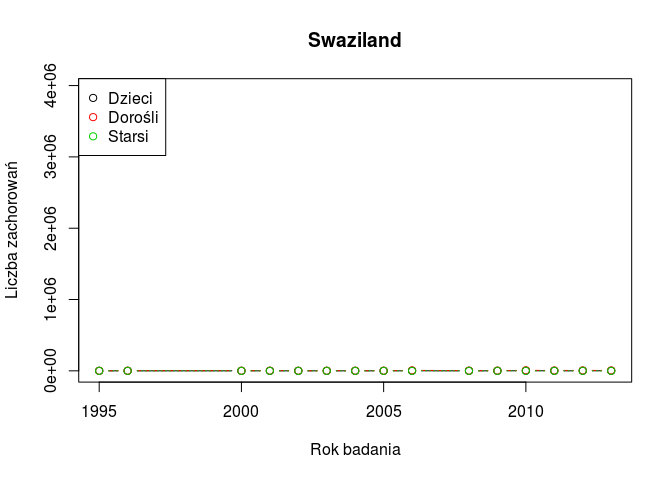 Swaziland
Dzieci
Dorośli
Starsi
Liczba zachorowań
4e+06
3e+06
2e+06
1e+06
0e+00
1995 2000 2005 2010
Rok badania